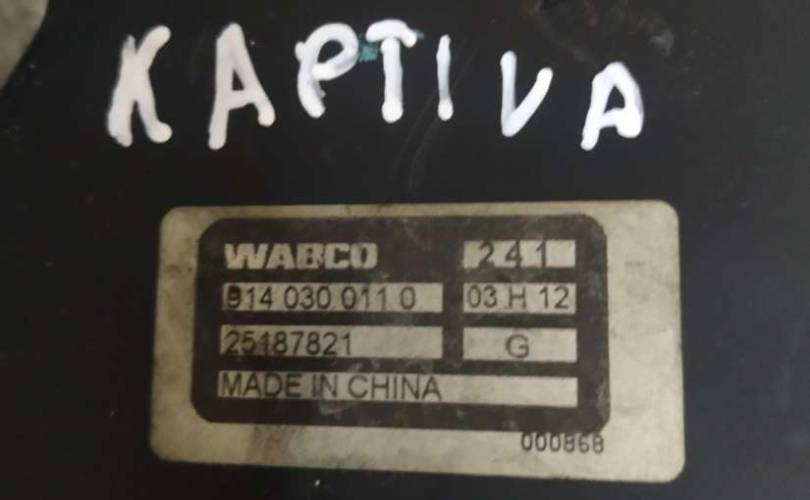 KAPTIVA
WABCO 241
914 030 011 0 03 H 12
25187821 G
MADE IN CHINA
000868